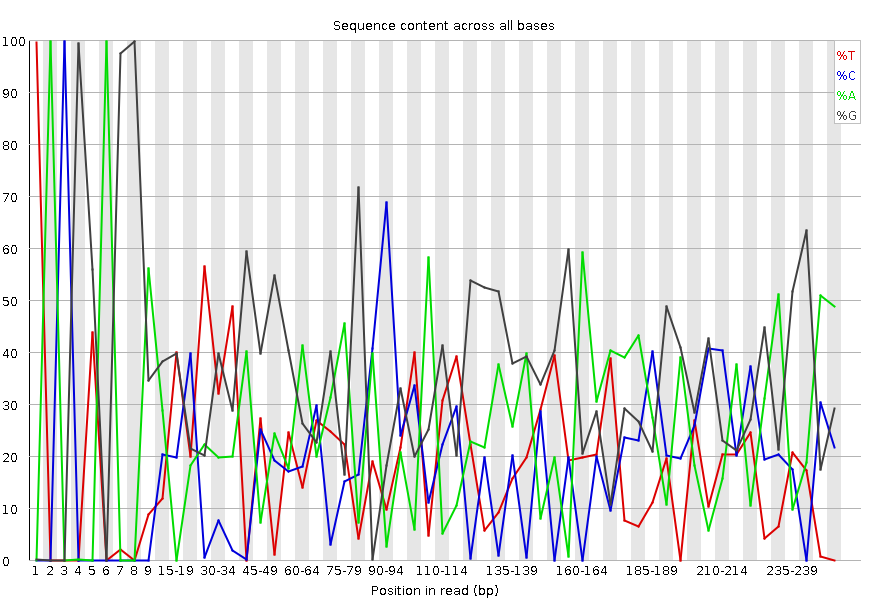 Sequence content across all bases
100
90
80
70
60
50
40
30
20
10
0
%T
%C
%A
%G
1 2 3 4 5 6 7 8 9 15-19 30-34 45-49 60-64 75-79 90-94 110-114 135-139 160-164 185-189 210-214 235-239
Position in read (bp)